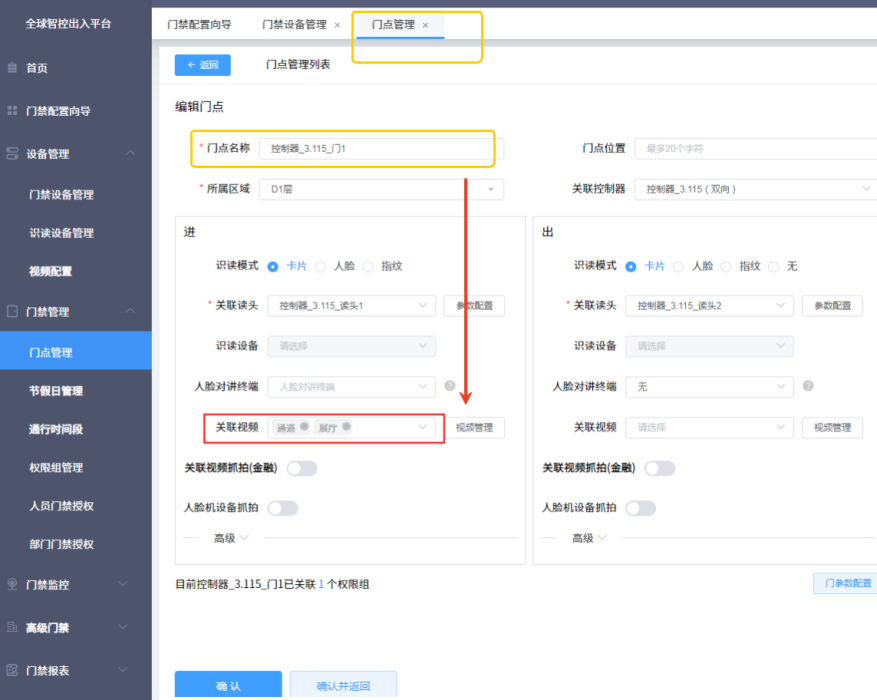 全球智控出入平台
首页
门禁配置向导
设备管理
门禁设备管理
识读设备管理
视频配置
门禁管理
门点管理
节假日管理
通行时间段
权限组管理
人员门禁授权
部门门禁授权
门禁监控
高级门禁
门禁报表
门禁配置向导 门禁设备管理 × 门点管理 ×
← 返回 门点管理列表
编辑门点
* 门点名称 控制器_3.115_门1 门点位置 最多20个字符
* 所属区域 D1层 关联控制器 控制器_3.115 ( 双向 )
进
识读模式 卡片 人脸 指纹
* 关联读头 控制器_3.115_读头1 参数配置
识读设备 请选择
人脸对讲终端 人脸对讲终端 ?
关联视频 通道 展厅 视频管理
关联视频抓拍(金融)
人脸机设备抓拍
高级
出
识读模式 卡片 人脸 指纹 无
* 关联读头 控制器_3.115_读头2 参数配置
识读设备 请选择
人脸对讲终端 无 ?
关联视频 请选择 视频管理
关联视频抓拍(金融)
人脸机设备抓拍
高级
目前控制器_3.115_门1已关联 1 个权限组
门参数配置
确 认 确认并返回